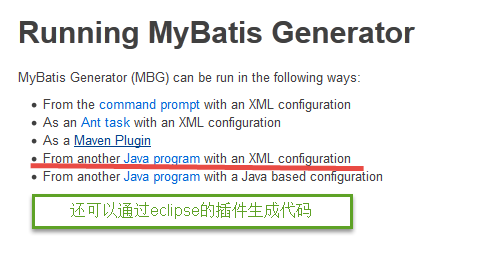 Running MyBatis Generator
MyBatis Generator (MBG) can be run in the following ways:
From the command prompt with an XML configuration
As an Ant task with an XML configuration
As a Maven Plugin
From another Java program with an XML configuration
From another Java program with a Java based configuration
还可以通过eclipse的插件生成代码